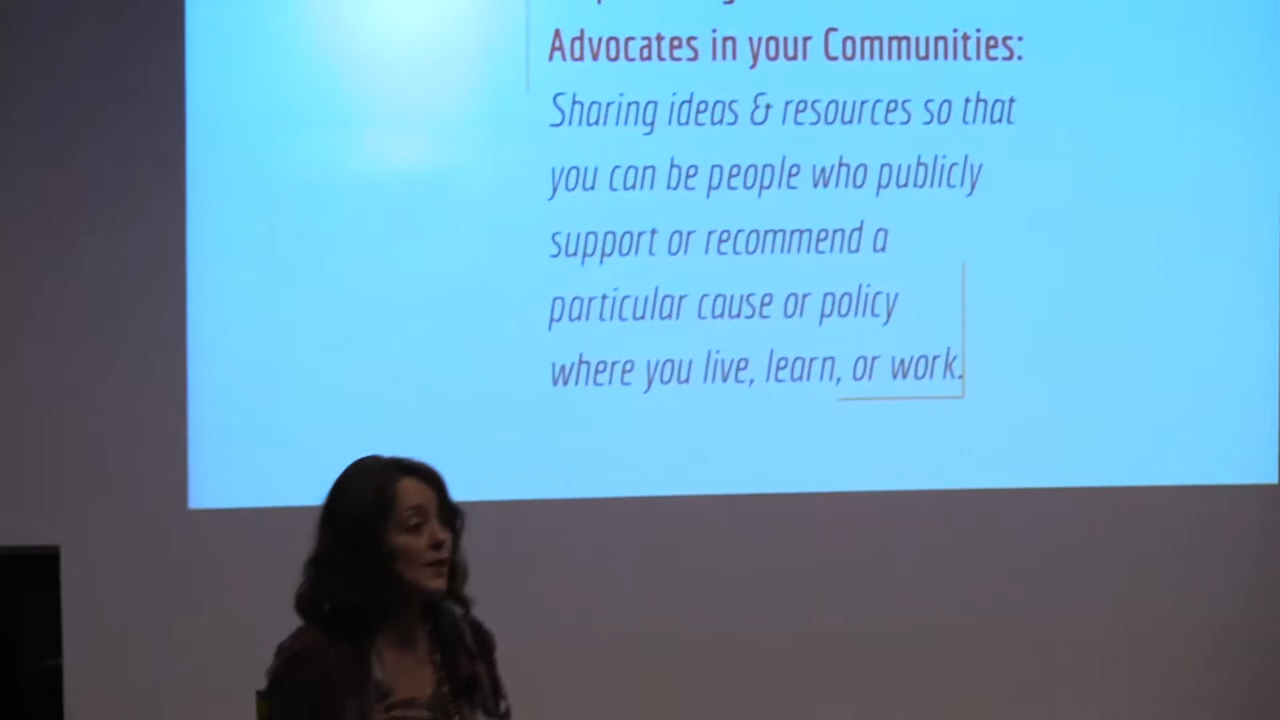 Advocates in your Communities:
Sharing ideas & resources so that
you can be people who publicly
support or recommend a
particular cause or policy
where you live, learn, or work.